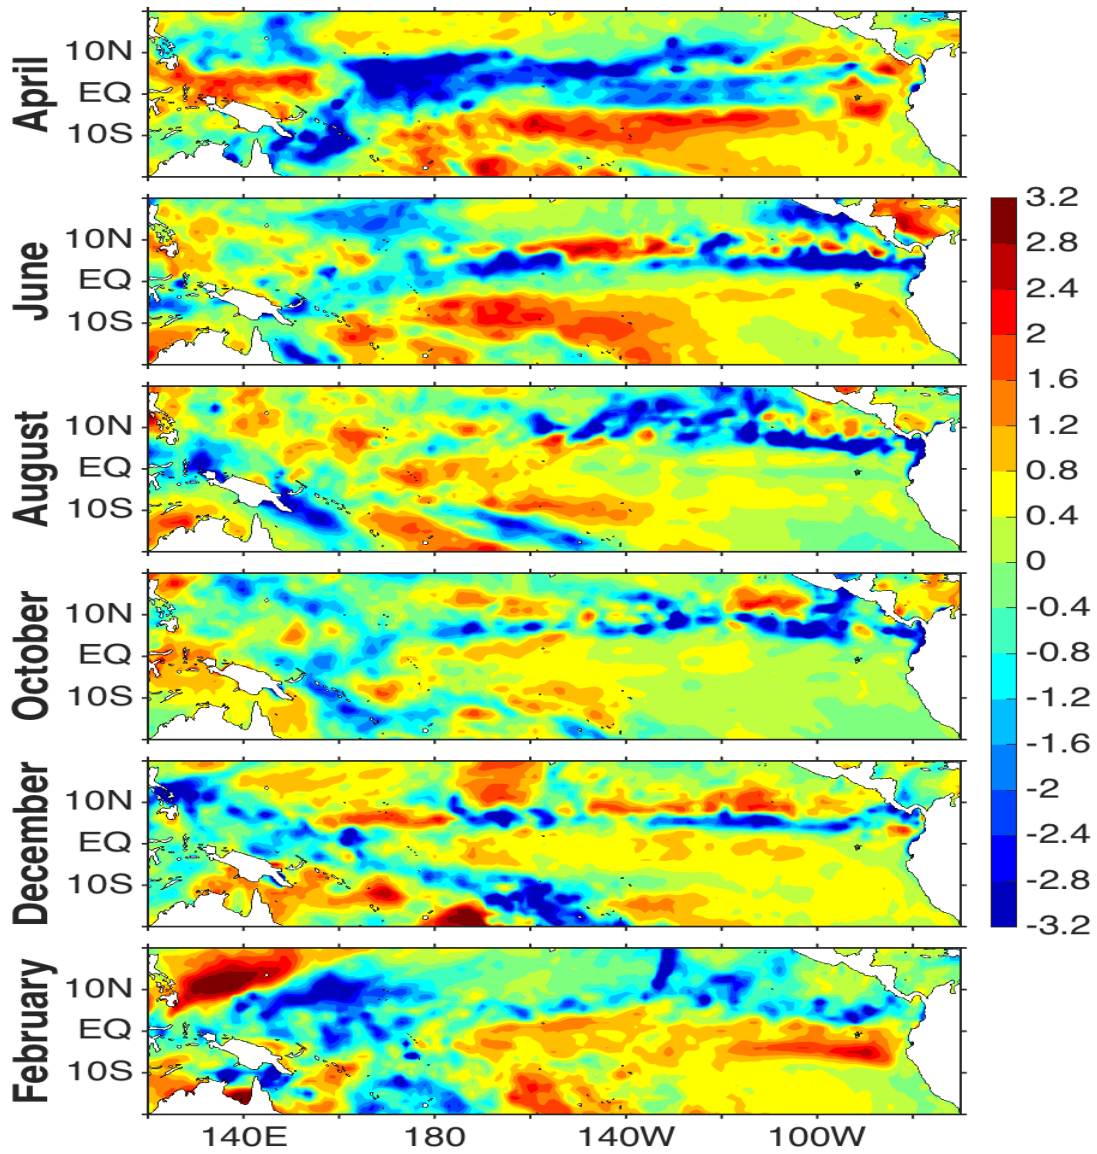 April
10N
EQ
10S
June
10N
EQ
10S
August
10N
EQ
10S
October
10N
EQ
10S
December
10N
EQ
10S
February
10N
EQ
10S
140E 180 140W 100W
3.2
2.8
2.4
2
1.6
1.2
0.8
0.4
0
-0.4
-0.8
-1.2
-1.6
-2
-2.4
-2.8
-3.2